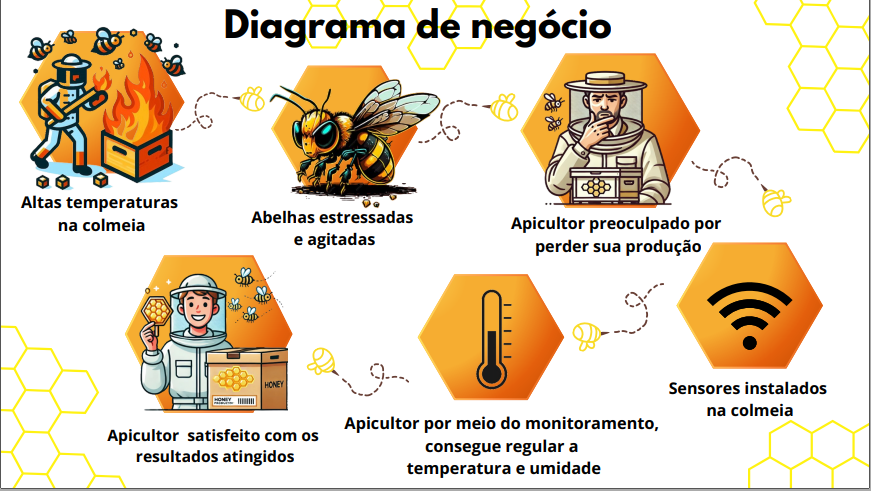 Diagrama de negócio
Altas temperaturas
na colmeia
Abelhas estressadas
e agitadas
Apicultor preoculpado por
perder sua produção
Sensores instalados
na colmeia
Apicultor por meio do monitoramento,
consegue regular a
temperatura e umidade
Apicultor satisfeito com os
resultados atingidos
HONEY
HONEY